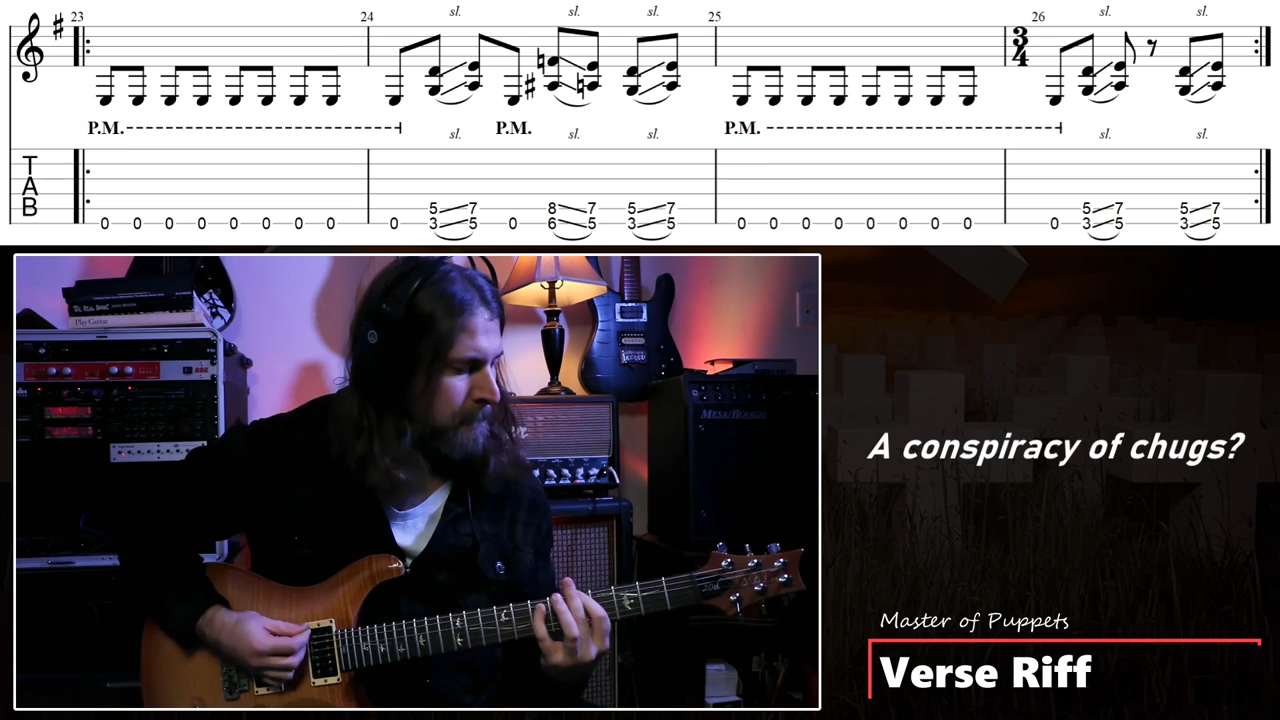 23 24 sl. sl. sl. 25 26 sl. sl.
3
4
P.M. P.M. P.M.
sl. sl. sl. sl. sl.
T
A
B
5 7 8 7 5 7 5 7 5 7
0 0 0 0 0 0 0 0 0 3 5 0 6 5 3 5 0 0 0 0 0 0 0 0 0 3 5 3 5
Play Guitar
MESA/BOOGIE
A conspiracy of chugs?
Master of Puppets
Verse Riff